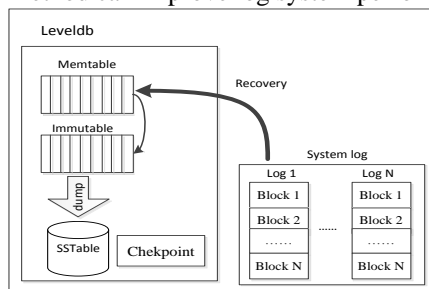 Leveldb
Memtable
Recovery
Immutable
System log
Log 1
Log N
dump
Block 1
Block 1
Block 2
Block 2
......
......
......
Block N
Block N
SSTable
Chekpoint